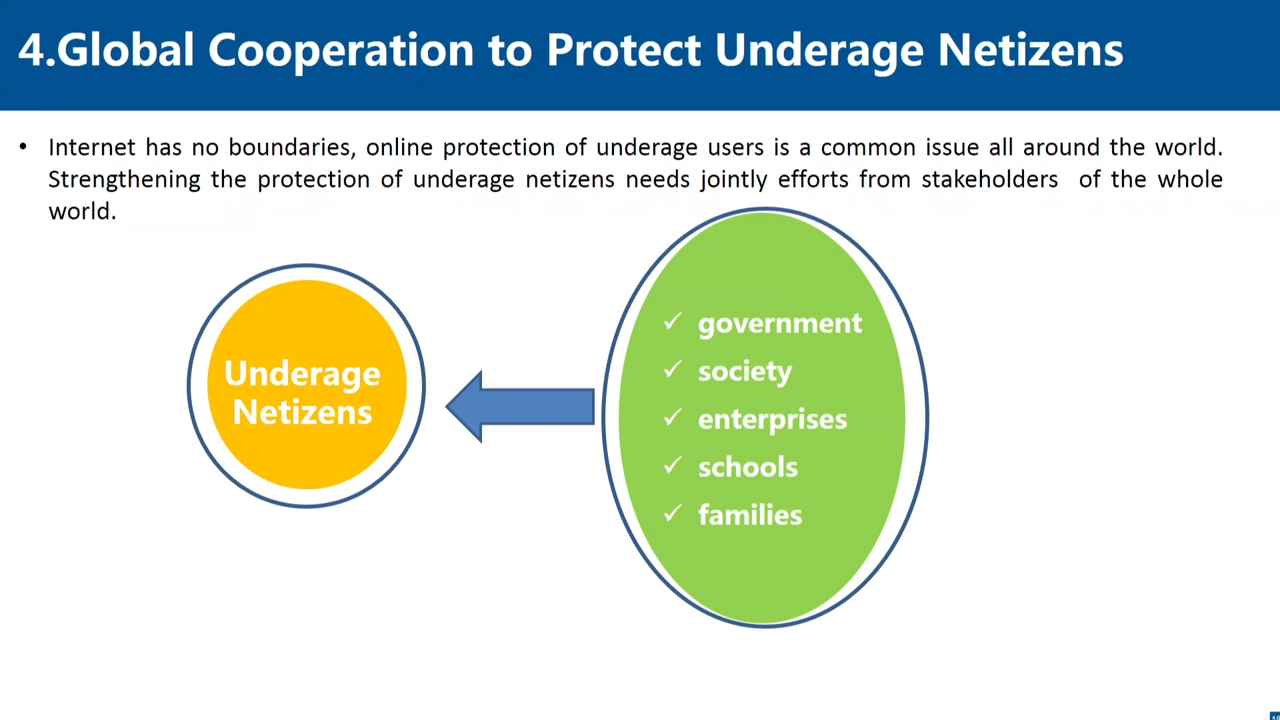 4.Global Cooperation to Protect Underage Netizens
• Internet has no boundaries, online protection of underage users is a common issue all around the world.
Strengthening the protection of underage netizens needs jointly efforts from stakeholders of the whole
world.
Underage
Netizens
✓ government
✓ society
✓ enterprises
✓ schools
✓ families